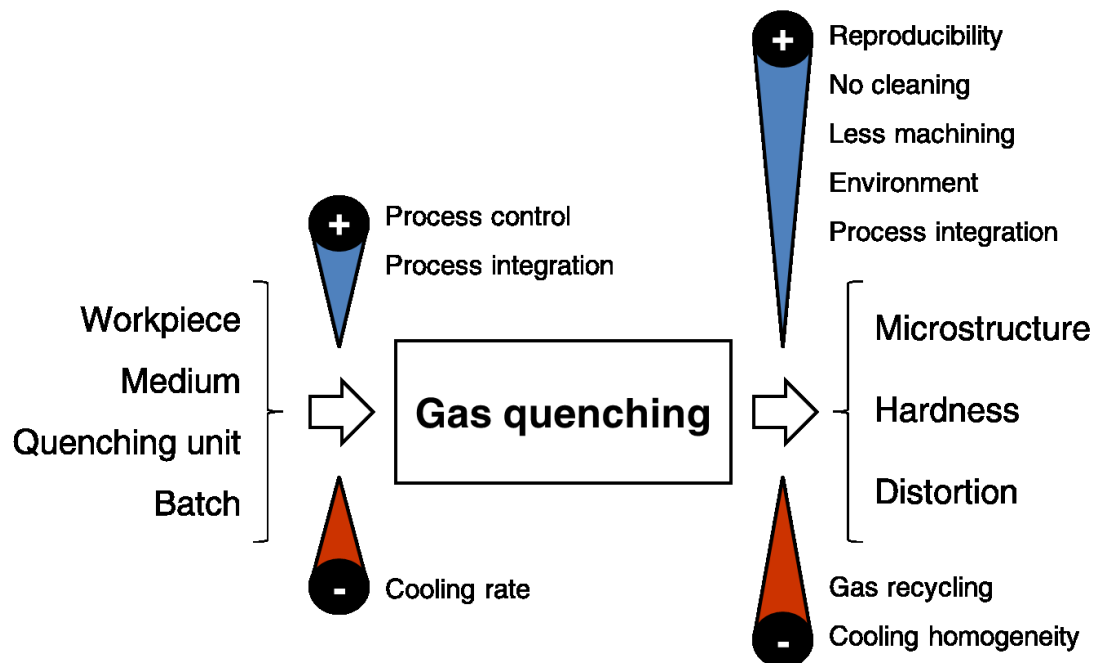 +
Reproducibility
No cleaning
Less machining
Environment
Process integration
+
Process control
Process integration
Workpiece
Medium
Quenching unit
Batch
Gas quenching
Microstructure
Hardness
Distortion
-
Cooling rate
-
Gas recycling
Cooling homogeneity